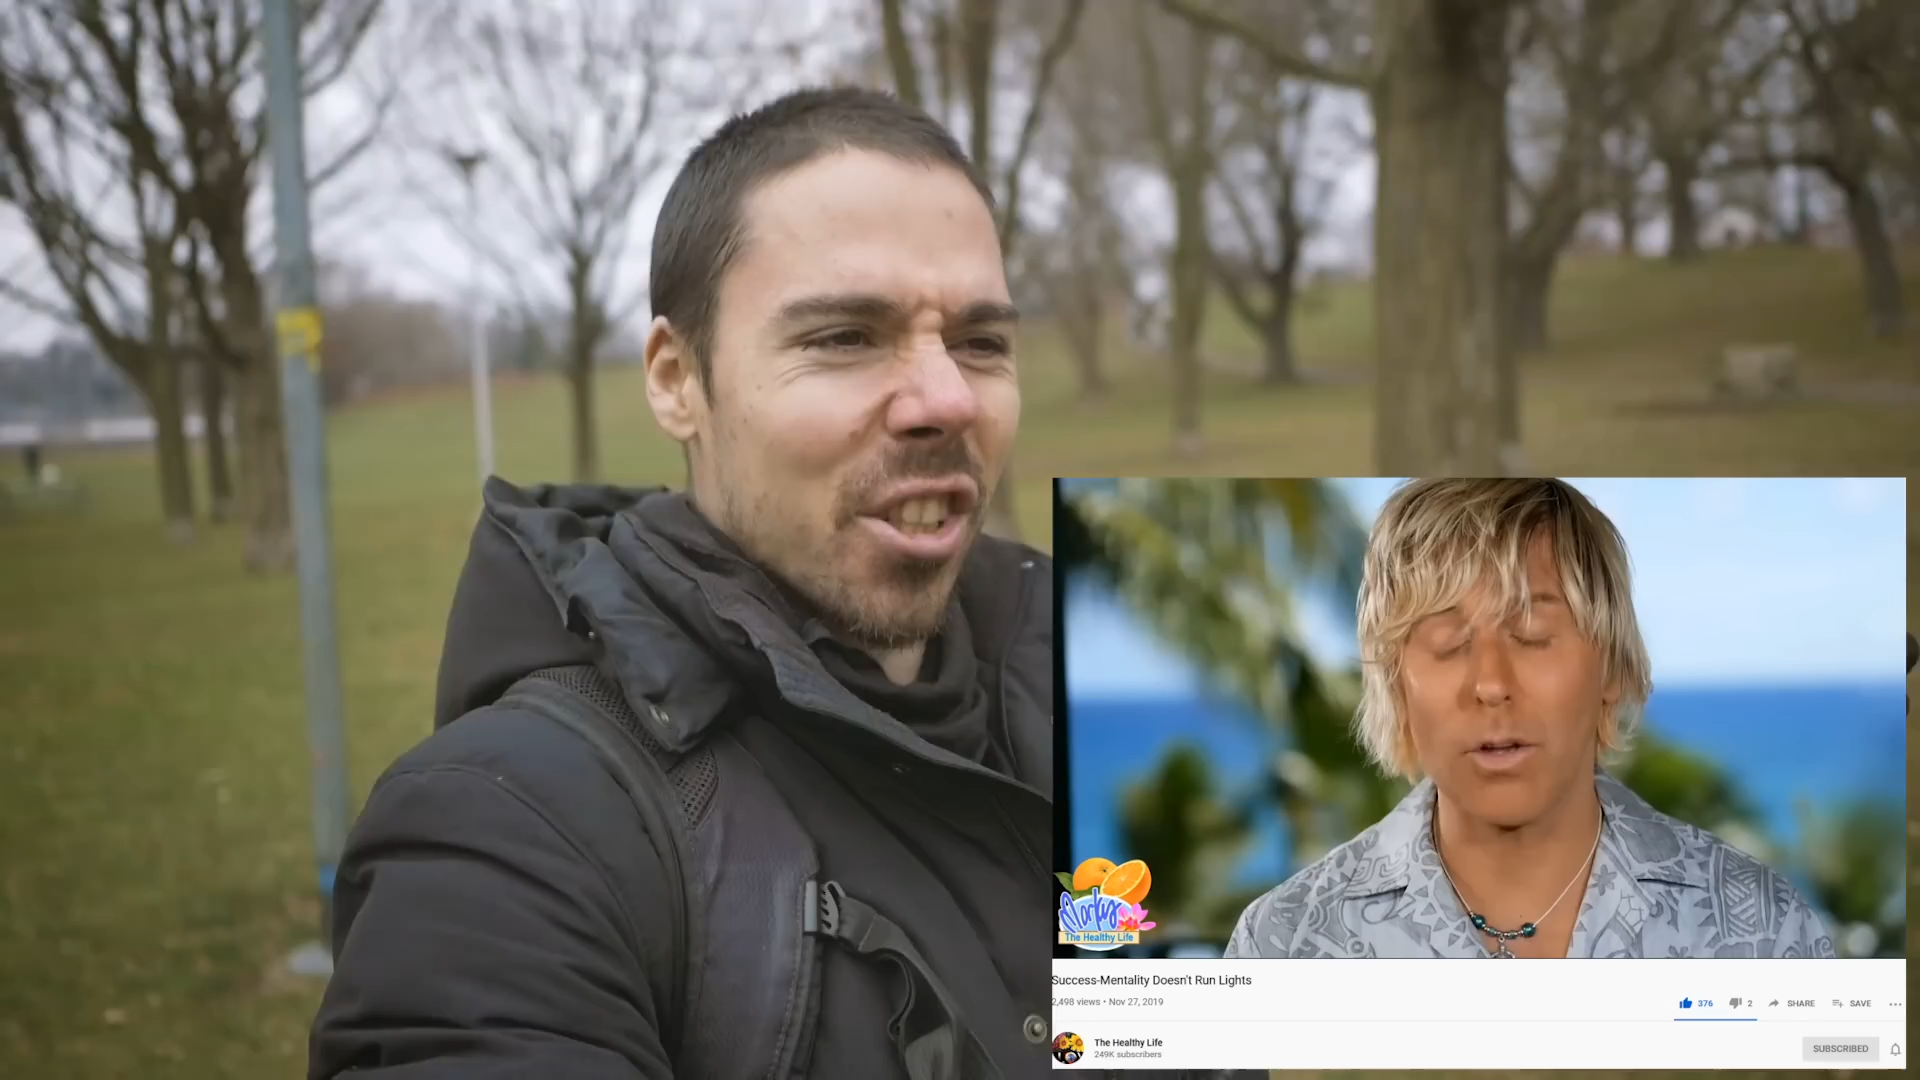 Markus
The Healthy Life
Success-Mentality Doesn't Run Lights
2,498 views • Nov 27, 2019
376
2
SHARE
SAVE
The Healthy Life
249K subscribers
SUBSCRIBED